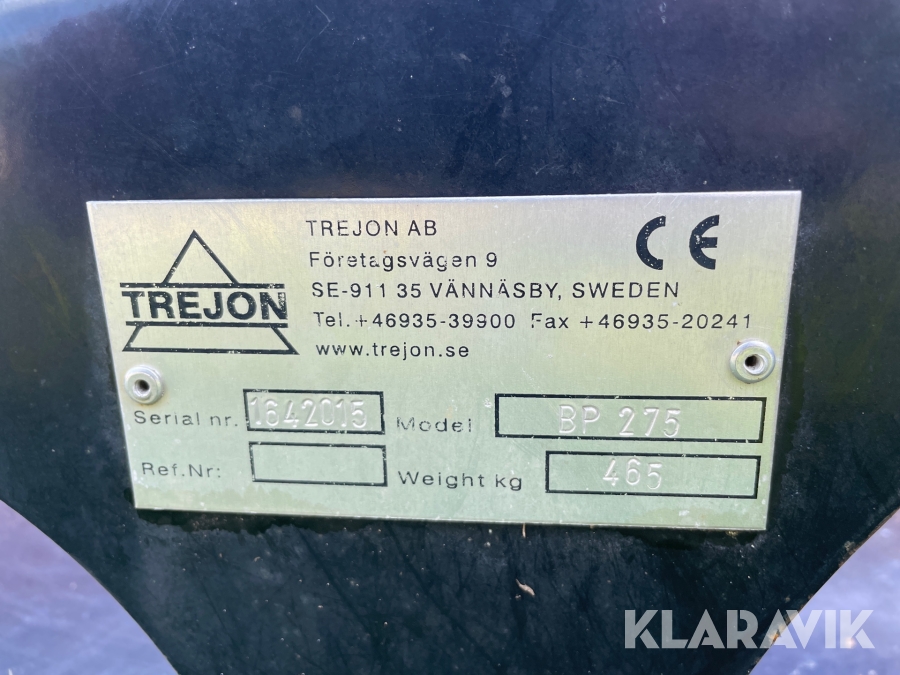 TREJON
TREJON AB
Företagsvägen 9
SE-911 35 VÄNNÄSBY, SWEDEN
Tel.+46935-39900 Fax +46935-20241
www.trejon.se
CE
Serial nr. 1642015 Model BP 275
Ref.Nr: Weight kg 465
KLARAVIK